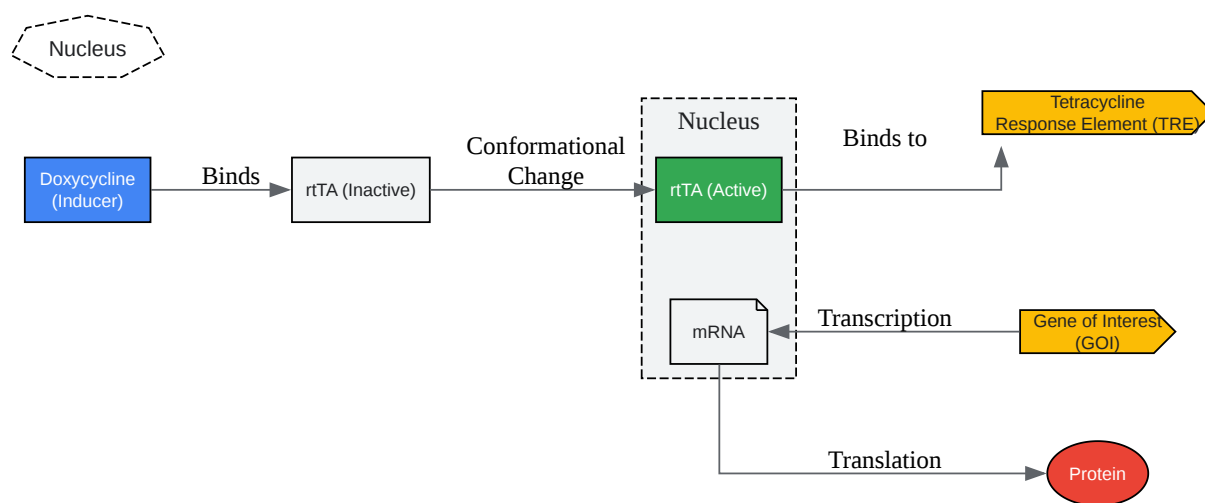 Nucleus
Nucleus
Tetracycline
Response Element (TRE)
Binds to
Conformational
Change
Doxycycline
(Inducer)
Binds
rtTA (Inactive)
rtTA (Active)
mRNA
Transcription
Gene of Interest
(GOI)
Translation
Protein